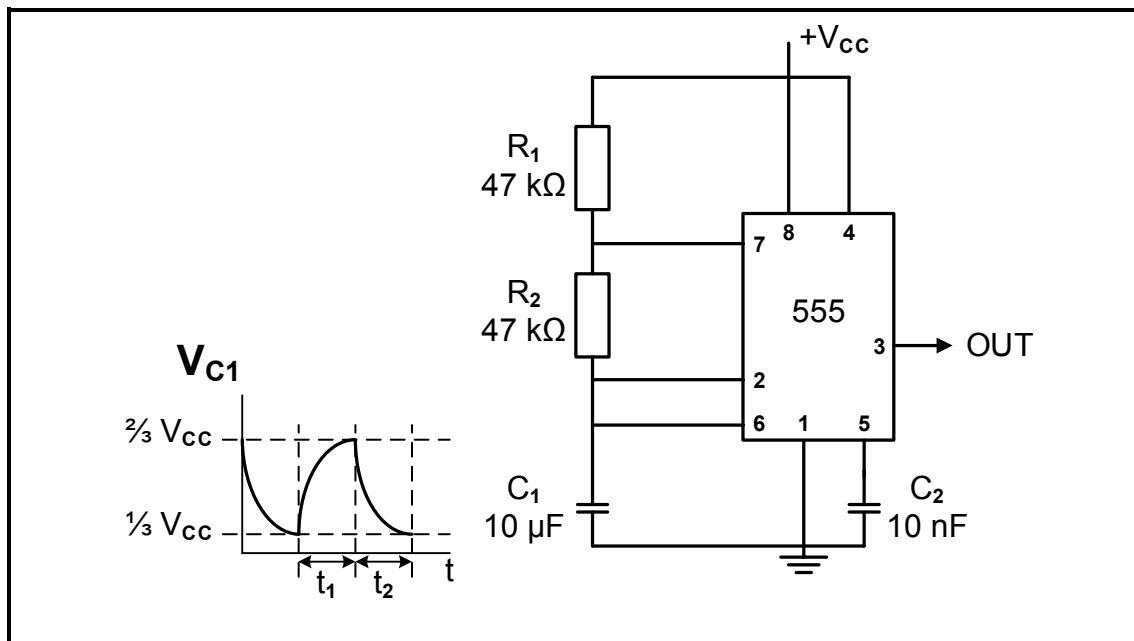 +VCC
R1
47 kΩ
8 4
7
R2
47 kΩ
555
3 OUT
VC1
2
⅔ VCC
6 1 5
C1
10 µF
C2
10 nF
⅓ VCC
t1 t2 t